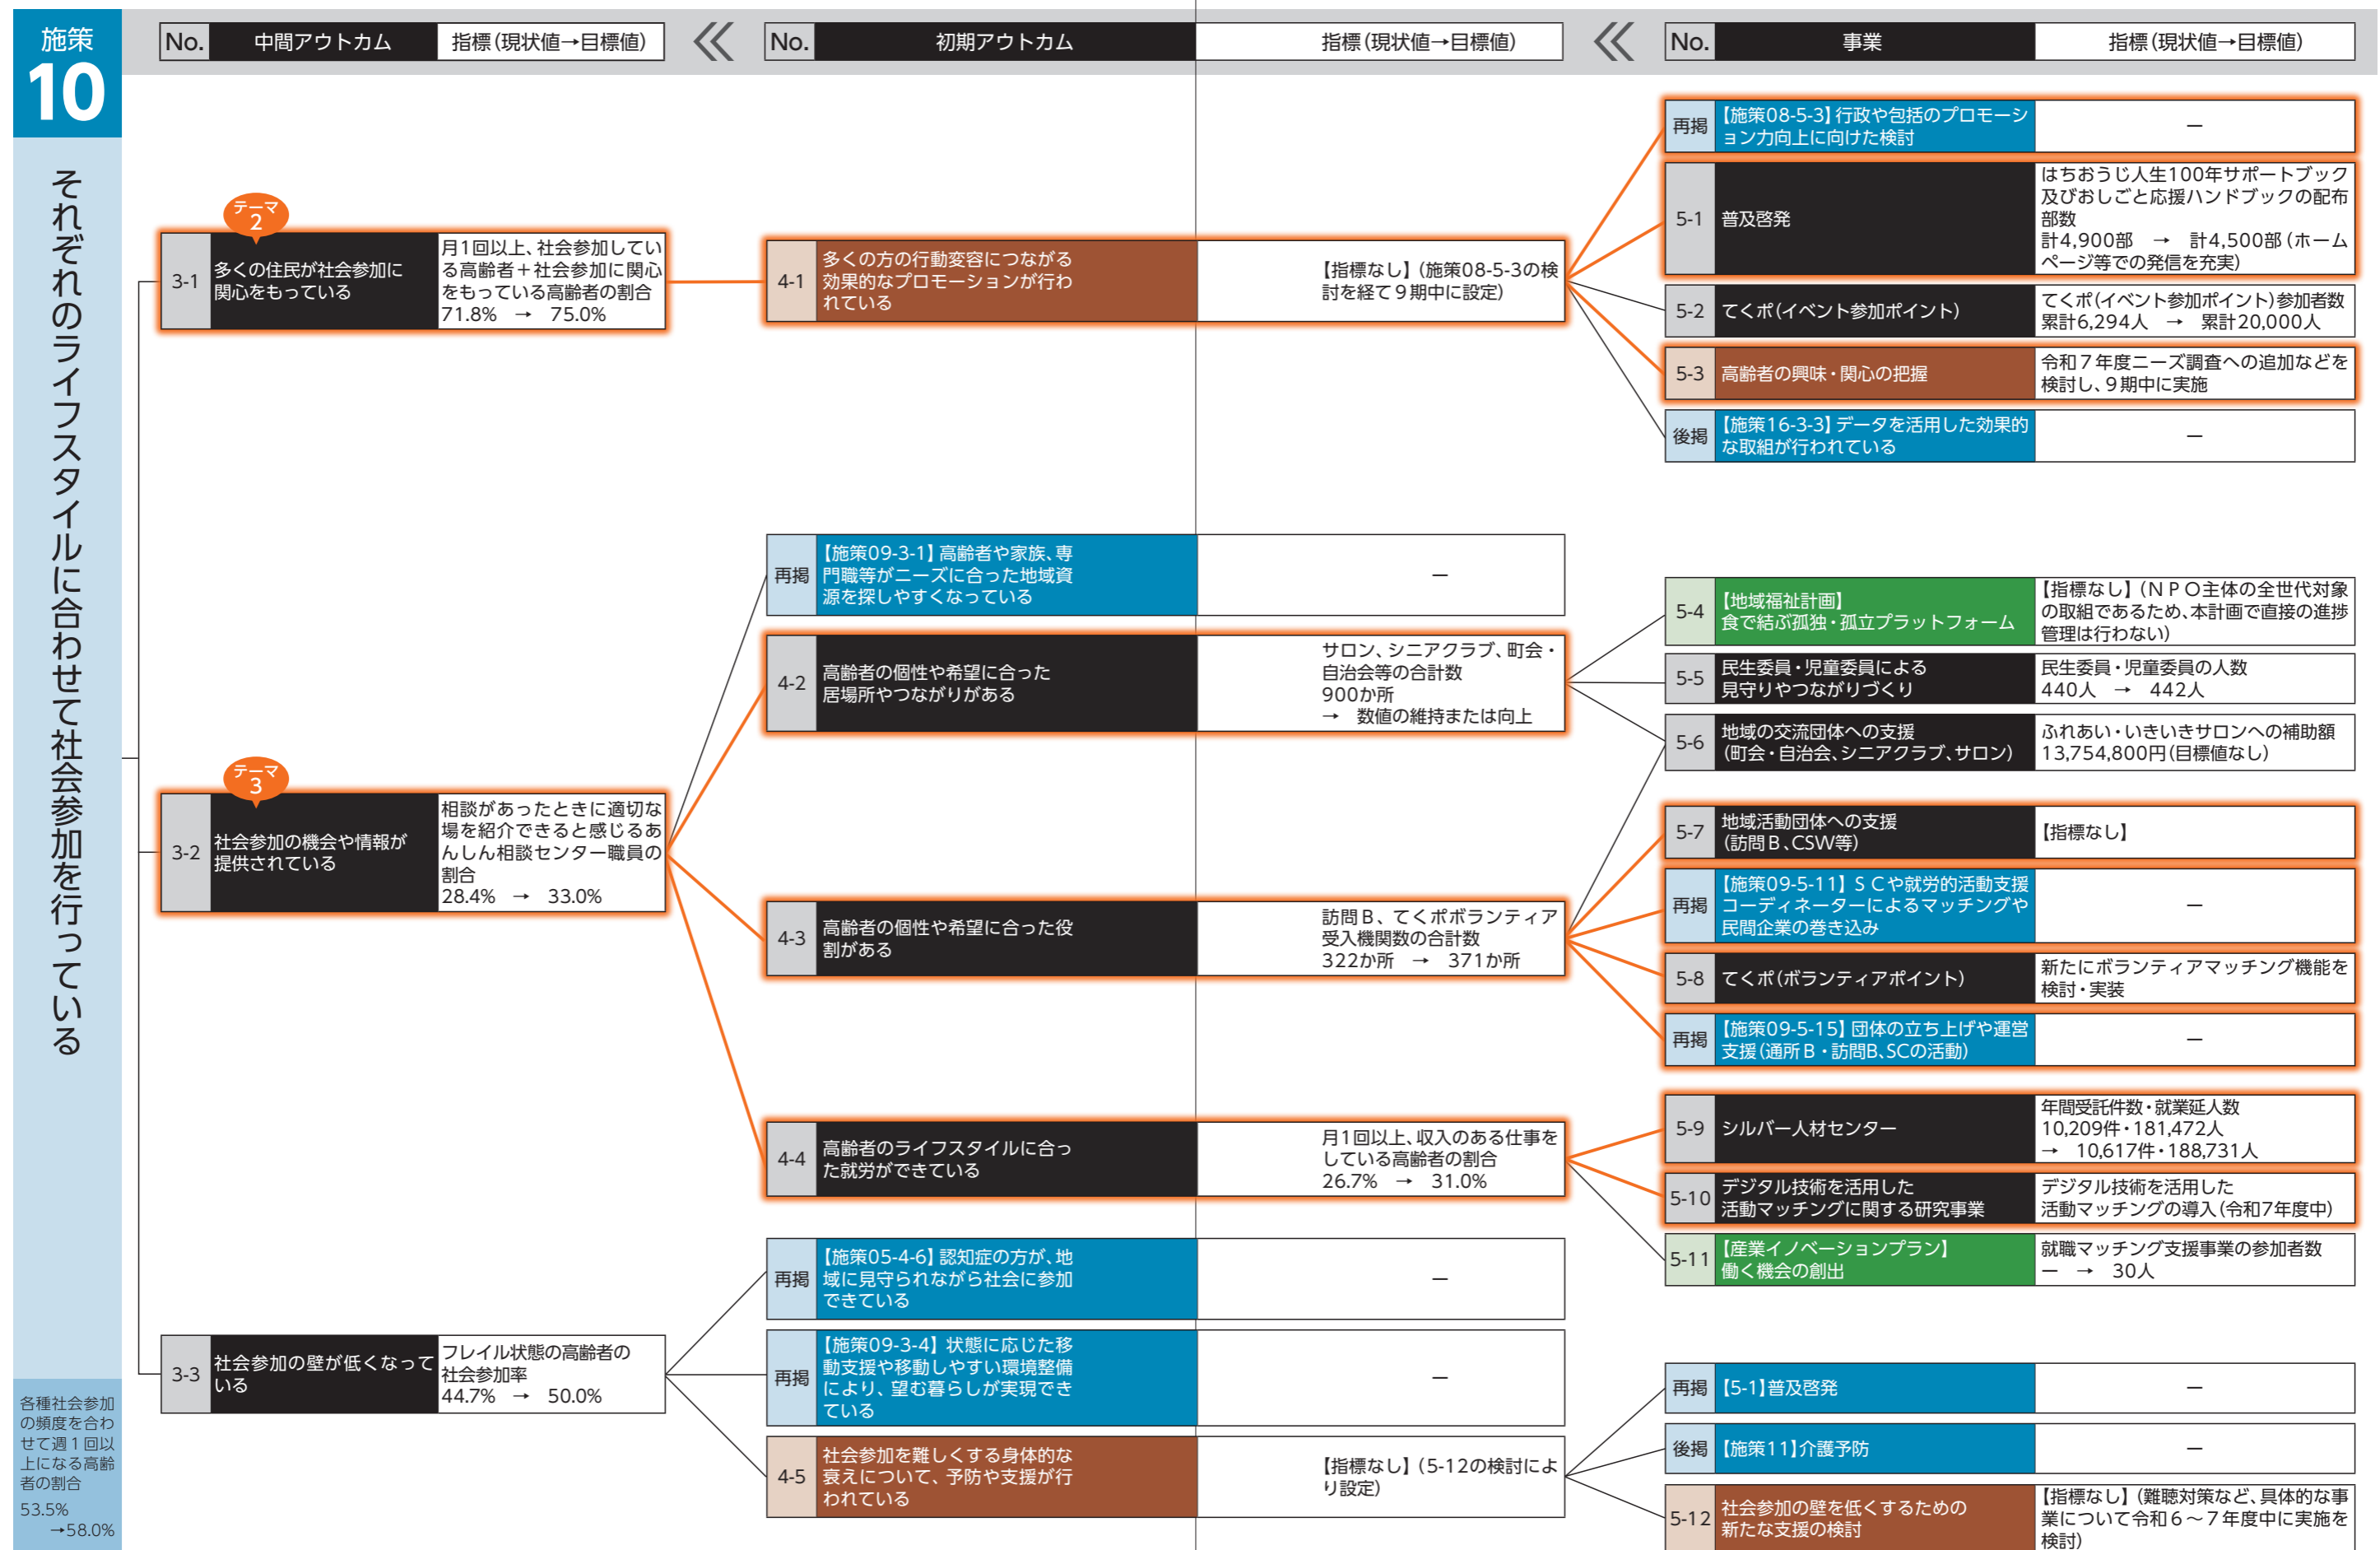 施策
10
それぞれのライフスタイルに合わせて社会参加を行っている
各種社会参加
の頻度を合わ
せて週1回以
上になる高齢
者の割合
53.5%
→58.0%
No.
中間アウトカム
指標(現状値→目標値)
No.
初期アウトカム
指標(現状値→目標値)
No.
事業
指標(現状値→目標値)
テーマ
2
3-1
多くの住民が社会参加に
関心をもっている
月1回以上、社会参加してい
る高齢者＋社会参加に関心
をもっている高齢者の割合
71.8% → 75.0%
テーマ
3
3-2
社会参加の機会や情報が
提供されている
相談があったときに適切な
場を紹介できると感じるあ
んしん相談センター職員の
割合
28.4% → 33.0%
3-3
社会参加の壁が低くなって
いる
フレイル状態の高齢者の
社会参加率
44.7% → 50.0%
4-1
多くの方の行動変容につながる
効果的なプロモーションが行わ
れている
【指標なし】(施策08-5-3の検
討を経て9期中に設定)
再掲
【施策09-3-1】高齢者や家族、専
門職等がニーズに合った地域資
源を探しやすくなっている
－
4-2
高齢者の個性や希望に合った
居場所やつながりがある
サロン、シニアクラブ、町会・
自治会等の合計数
900か所
→ 数値の維持または向上
4-3
高齢者の個性や希望に合った役
割がある
訪問B、てくポボランティア
受入機関数の合計数
322か所 → 371か所
4-4
高齢者のライフスタイルに合っ
た就労ができている
月1回以上、収入のある仕事を
している高齢者の割合
26.7% → 31.0%
再掲
【施策05-4-6】認知症の方が、地
域に見守られながら社会に参加
できている
－
再掲
【施策09-3-4】状態に応じた移
動支援や移動しやすい環境整備
により、望む暮らしが実現でき
ている
－
4-5
社会参加を難しくする身体的な
衰えについて、予防や支援が行
われている
【指標なし】(5-12の検討によ
り設定)
再掲
【施策08-5-3】行政や包括のプロモーシ
ョン力向上に向けた検討
－
5-1
普及啓発
はちおうじ人生100年サポートブック
及びおしごと応援ハンドブックの配布
部数
計4,900部 → 計4,500部(ホーム
ページ等での発信を充実)
5-2
てくポ(イベント参加ポイント)
てくポ(イベント参加ポイント)参加者数
累計6,294人 → 累計20,000人
5-3
高齢者の興味・関心の把握
令和7年度ニーズ調査への追加などを
検討し、9期中に実施
後掲
【施策16-3-3】データを活用した効果的
な取組が行われている
－
5-4
【地域福祉計画】
食で結ぶ孤独・孤立プラットフォーム
【指標なし】(NPO主体の全世代対象
の取組であるため、本計画で直接の進捗
管理は行わない)
5-5
民生委員・児童委員による
見守りやつながりづくり
民生委員・児童委員の人数
440人 → 442人
5-6
地域の交流団体への支援
(町会・自治会、シニアクラブ、サロン)
ふれあい・いきいきサロンへの補助額
13,754,800円(目標値なし)
5-7
地域活動団体への支援
(訪問B、CSW等)
【指標なし】
再掲
【施策09-5-11】SCや就労的活動支援
コーディネーターによるマッチングや
民間企業の巻き込み
－
5-8
てくポ(ボランティアポイント)
新たにボランティアマッチング機能を
検討・実装
再掲
【施策09-5-15】団体の立ち上げや運営
支援(通所B・訪問B、SCの活動)
－
5-9
シルバー人材センター
年間受託件数・就業延人数
10,209件・181,472人
→ 10,617件・188,731人
5-10
デジタル技術を活用した
活動マッチングに関する研究事業
デジタル技術を活用した
活動マッチングの導入(令和7年度中)
5-11
【産業イノベーションプラン】
働く機会の創出
就職マッチング支援事業の参加者数
－ → 30人
再掲
【5-1】普及啓発
－
後掲
【施策11】介護予防
－
5-12
社会参加の壁を低くするための
新たな支援の検討
【指標なし】(難聴対策など、具体的な事
業について令和6～7年度中に実施を
検討)